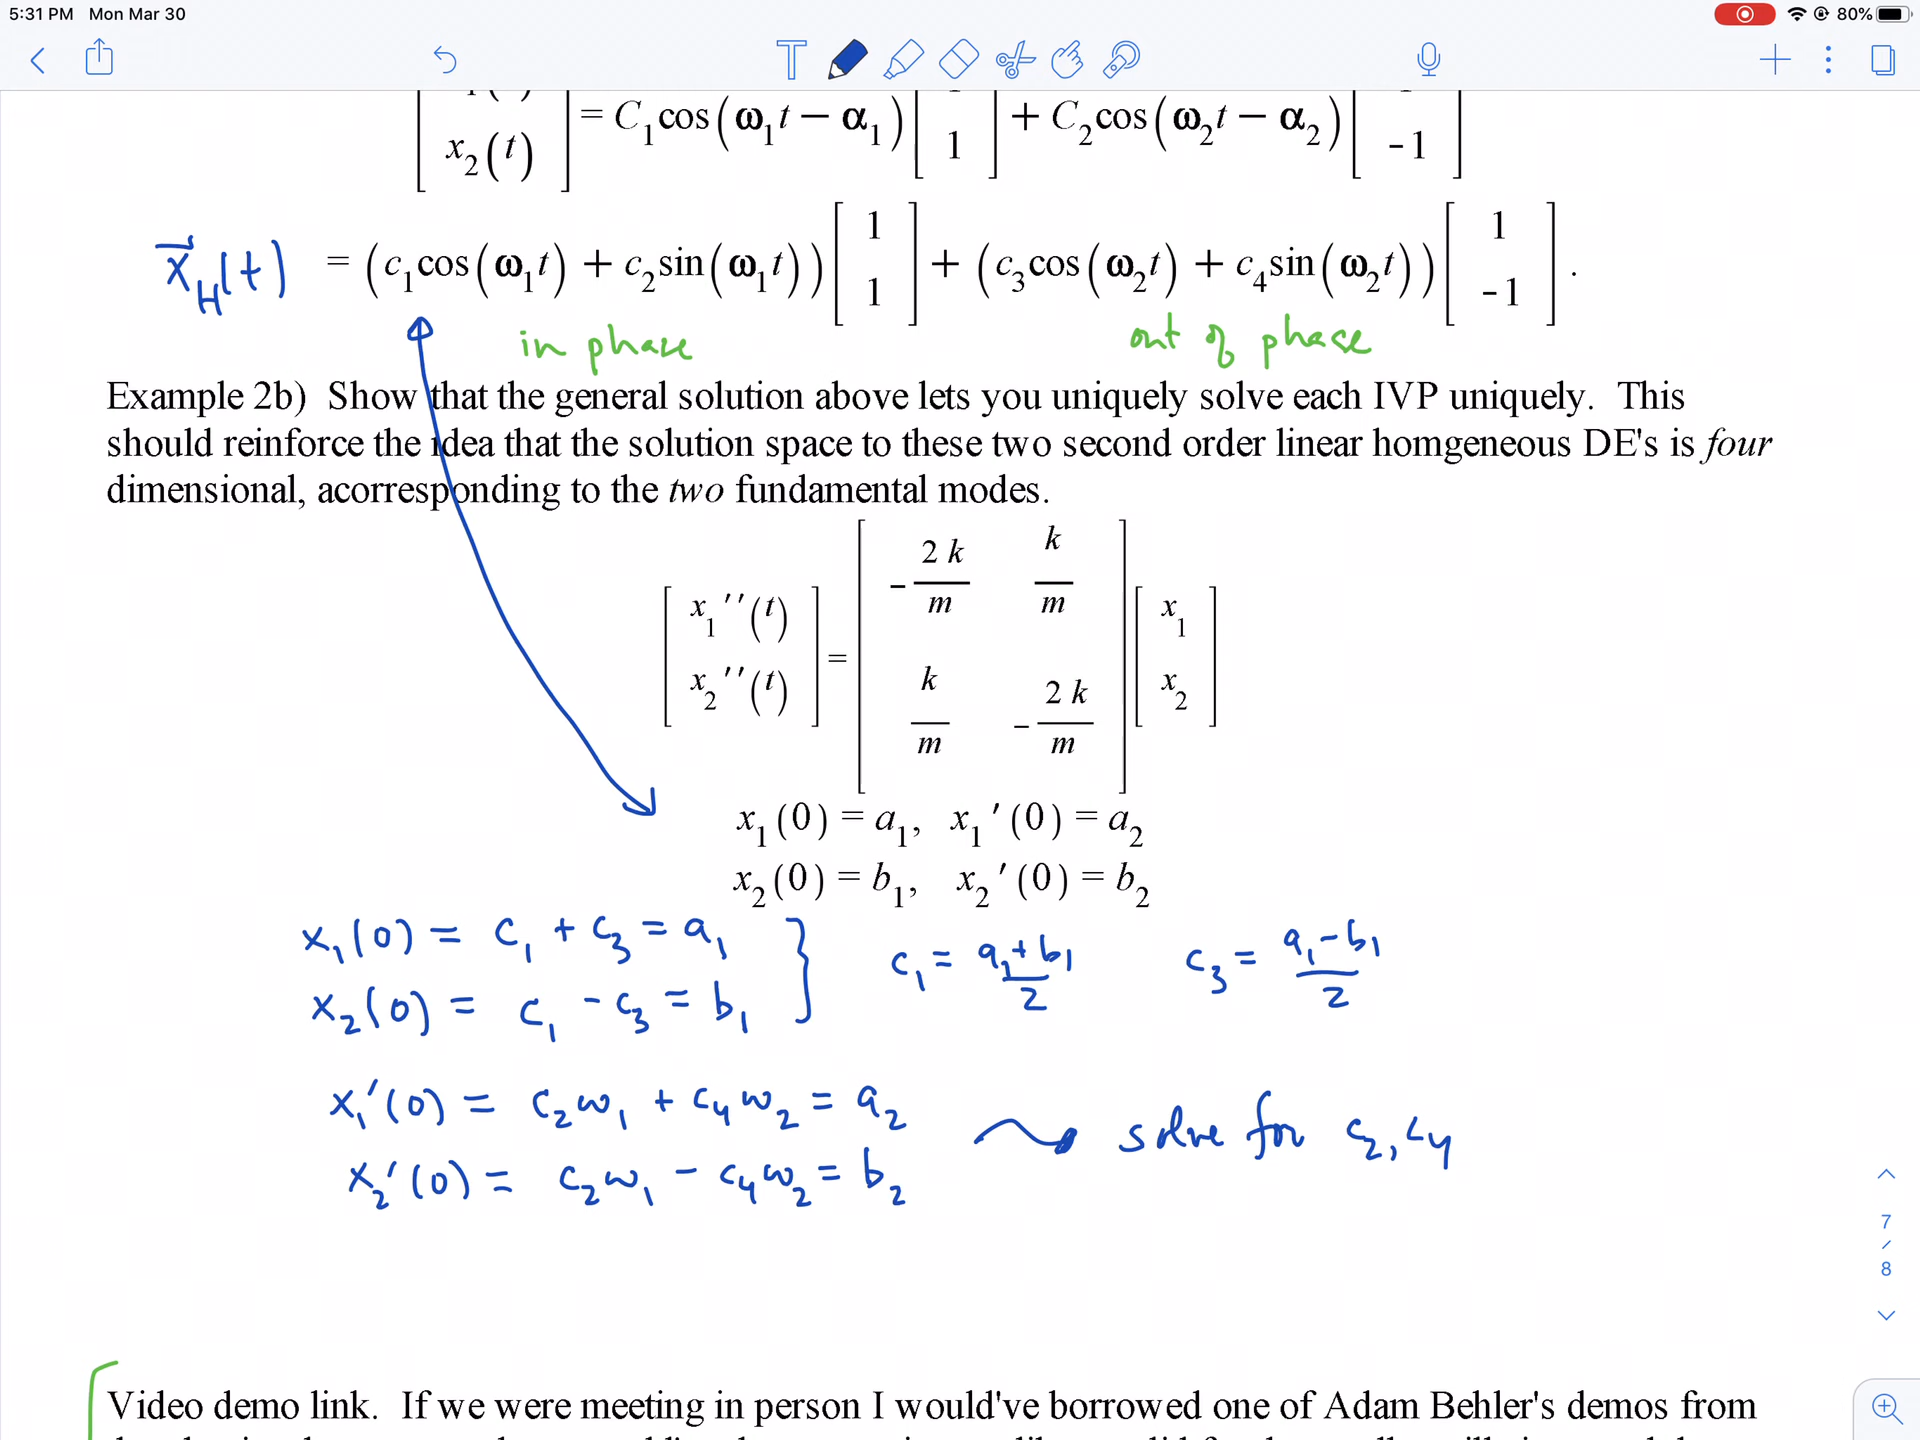 5:31 PM Mon Mar 30 80%
x₂(t) = C₁cos(ω₁t − α₁) [ 1 ] + C₂cos(ω₂t − α₂) [ -1 ]
x⃗_H(t) = (c₁cos(ω₁t) + c₂sin(ω₁t)) [ 1 1 ] + (c₃cos(ω₂t) + c₄sin(ω₂t)) [ 1 -1 ] .
in phase out of phase
Example 2b) Show that the general solution above lets you uniquely solve each IVP uniquely. This
should reinforce the idea that the solution space to these two second order linear homgeneous DE's is four
dimensional, acorresponding to the two fundamental modes.
[ x₁''(t) x₂''(t) ] = [ -2k/m k/m k/m -2k/m ] [ x₁ x₂ ]
x₁(0) = a₁, x₁'(0) = a₂
x₂(0) = b₁, x₂'(0) = b₂
x₁(0) = c₁ + c₃ = a₁ } c₁ = (a₁+b₁)/2 c₃ = (a₁-b₁)/2
x₂(0) = c₁ - c₃ = b₁
x₁'(0) = c₂ω₁ + c₄ω₂ = a₂ solve for c₂, c₄
x₂'(0) = c₂ω₁ - c₄ω₂ = b₂
7 / 8
Video demo link. If we were meeting in person I would've borrowed one of Adam Behler's demos from